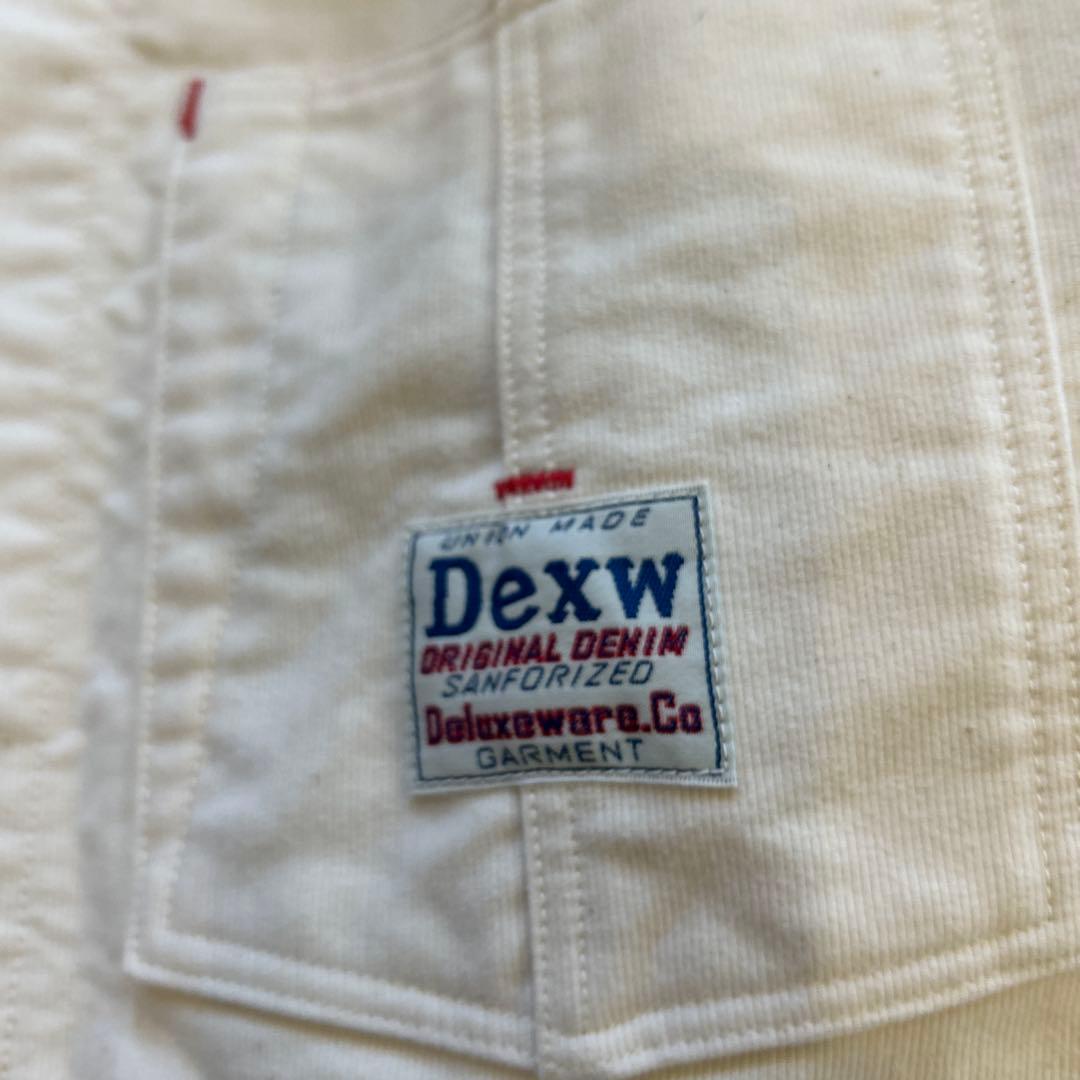 UNION MADE
Dexw
ORIGINAL DENIM
SANFORIZED
Deluxeware.Co
GARMENT